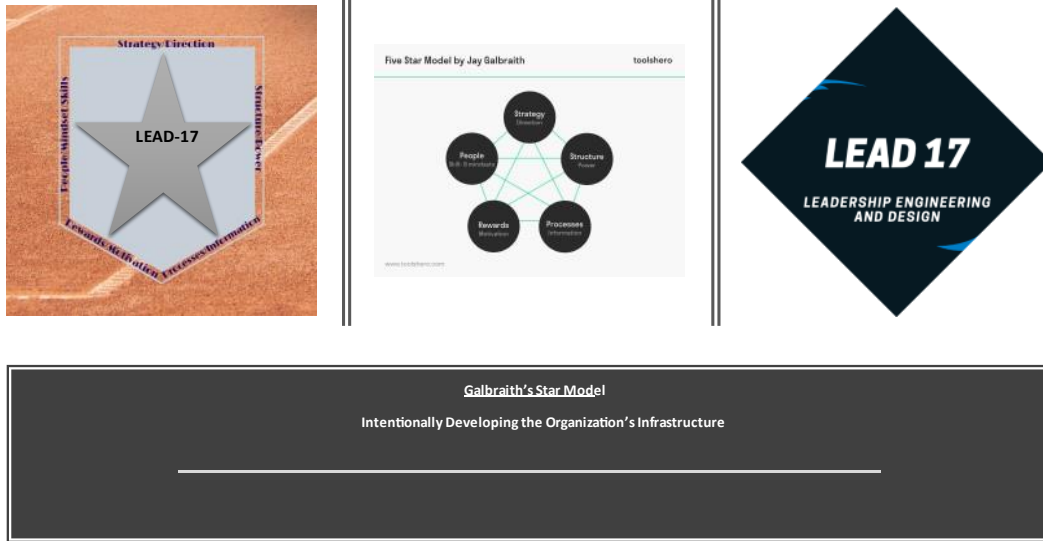 Strategy/Direction
People/Mindset Skills
Structure/Power
LEAD-17
Rewards/Motivation
Processes/Information
Five Star Model by Jay Galbraith
toolshero
Strategy
Direction
People
Structure
Power
Rewards
Motivation
Processes
Information
www.toolshero.com
LEAD 17
LEADERSHIP ENGINEERING
AND DESIGN
Galbraith's Star Model
Intentionally Developing the Organization's Infrastructure